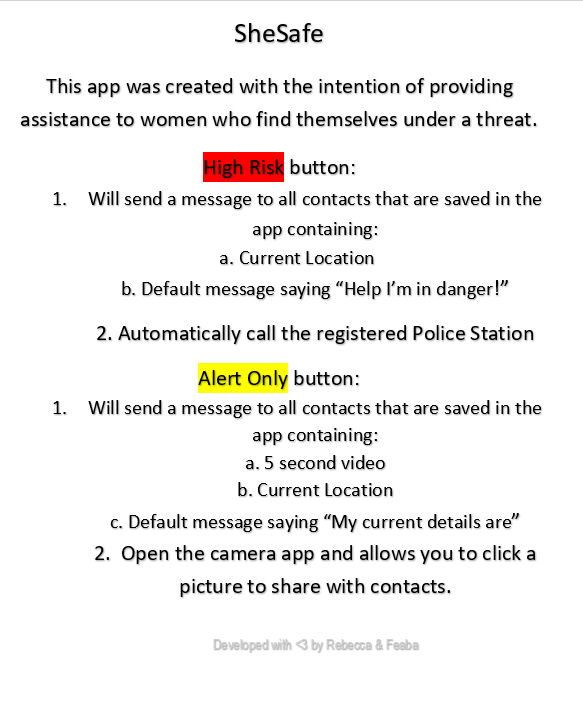 SheSafe
This app was created with the intention of providing
assistance to women who find themselves under a threat.
High Risk button:
1. Will send a message to all contacts that are saved in the
app containing:
a. Current Location
b. Default message saying “Help I’m in danger!”
2. Automatically call the registered Police Station
Alert Only button:
1. Will send a message to all contacts that are saved in the
app containing:
a. 5 second video
b. Current Location
c. Default message saying “My current details are”
2. Open the camera app and allows you to click a
picture to share with contacts.
Developed with <3 by Rebecca & Feaba